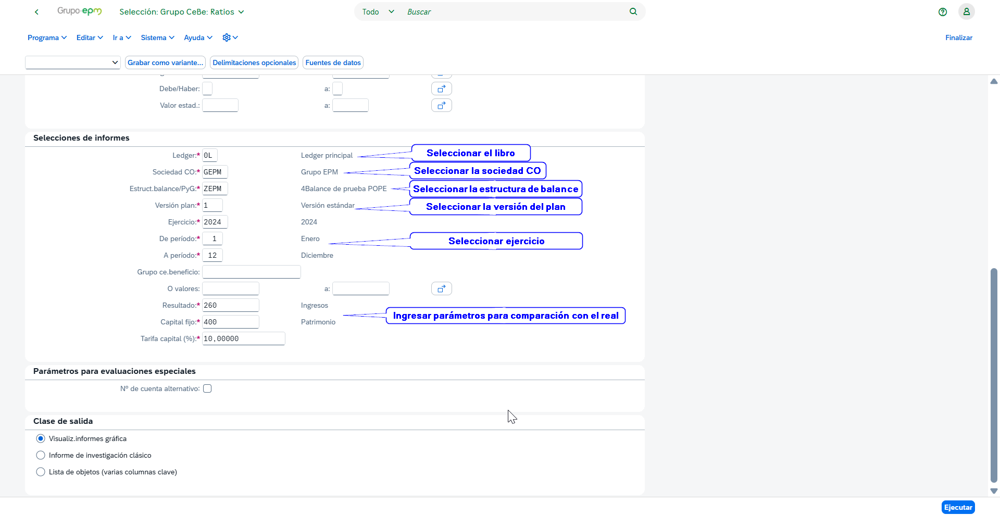 Grupo·epm
Selección: Grupo CeBe: Ratios
Todo
Buscar
Programa
Editar
Ir a
Sistema
Ayuda
Finalizar
Grabar como variante...
Delimitaciones opcionales
Fuentes de datos
Debe/Haber:
a:
Valor estad.:
a:
Selecciones de informes
Ledger:* 0L Ledger principal
Seleccionar el libro
Sociedad CO:* GEPM Grupo EPM
Seleccionar la sociedad CO
Estruct.balance/PyG:* ZEPM 4Balance de prueba POPE
Seleccionar la estructura de balance
Versión plan:* 1 Versión estándar
Seleccionar la versión del plan
Ejercicio:* 2024 2024
De período:* 1 Enero
Seleccionar ejercicio
A período:* 12 Diciembre
Grupo ce.beneficio:
O valores:
a:
Resultado:* 260 Ingresos
Ingresar parámetros para comparación con el real
Capital fijo:* 400 Patrimonio
Tarifa capital (%):* 10,00000
Parámetros para evaluaciones especiales
Nº de cuenta alternativo:
Clase de salida
Visualiz.informes gráfica
Informe de investigación clásico
Lista de objetos (varias columnas clave)
Ejecutar